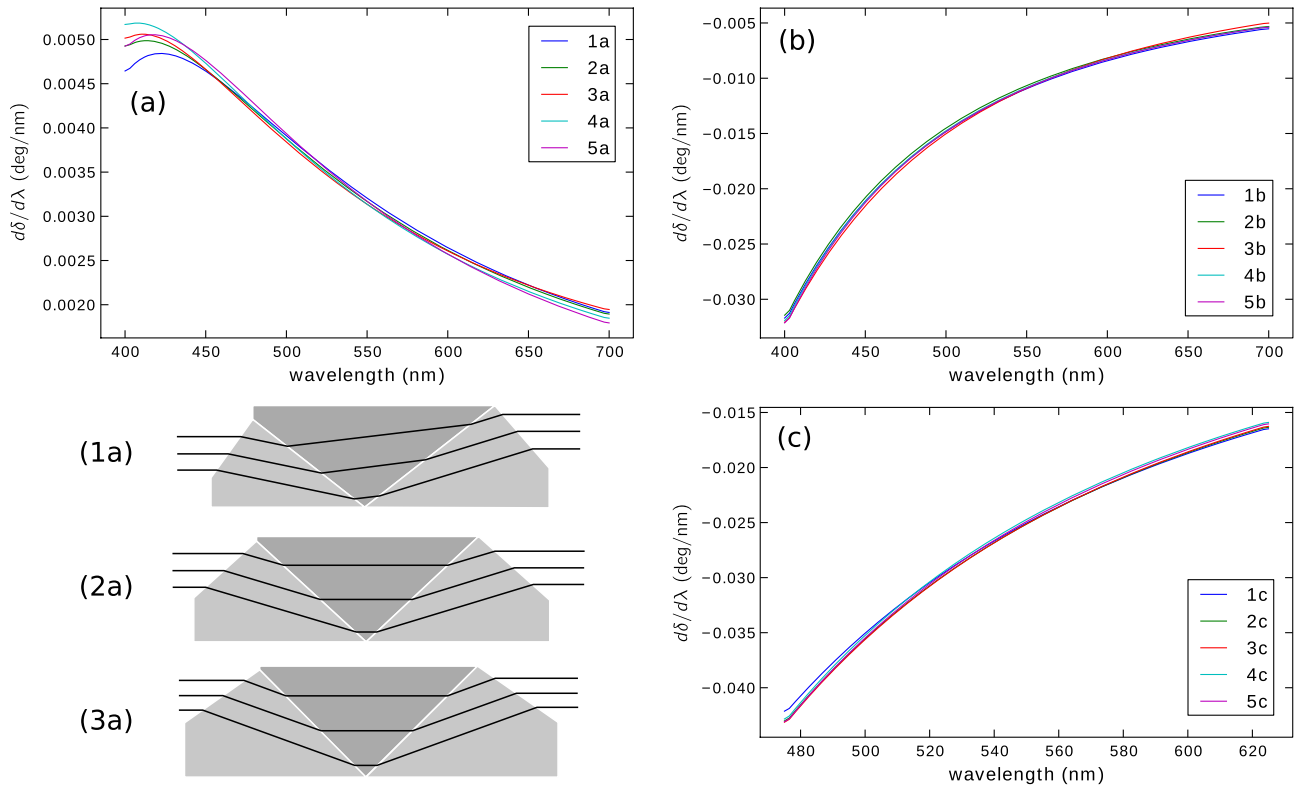 dδ/dλ (deg/nm)
0.0050
0.0045
0.0040
0.0035
0.0030
0.0025
0.0020
(a)
1a
2a
3a
4a
5a
400 450 500 550 600 650 700
wavelength (nm)
dδ/dλ (deg/nm)
−0.005
−0.010
−0.015
−0.020
−0.025
−0.030
(b)
1b
2b
3b
4b
5b
400 450 500 550 600 650 700
wavelength (nm)
(1a)
(2a)
(3a)
dδ/dλ (deg/nm)
−0.015
−0.020
−0.025
−0.030
−0.035
−0.040
(c)
1c
2c
3c
4c
5c
480 500 520 540 560 580 600 620
wavelength (nm)